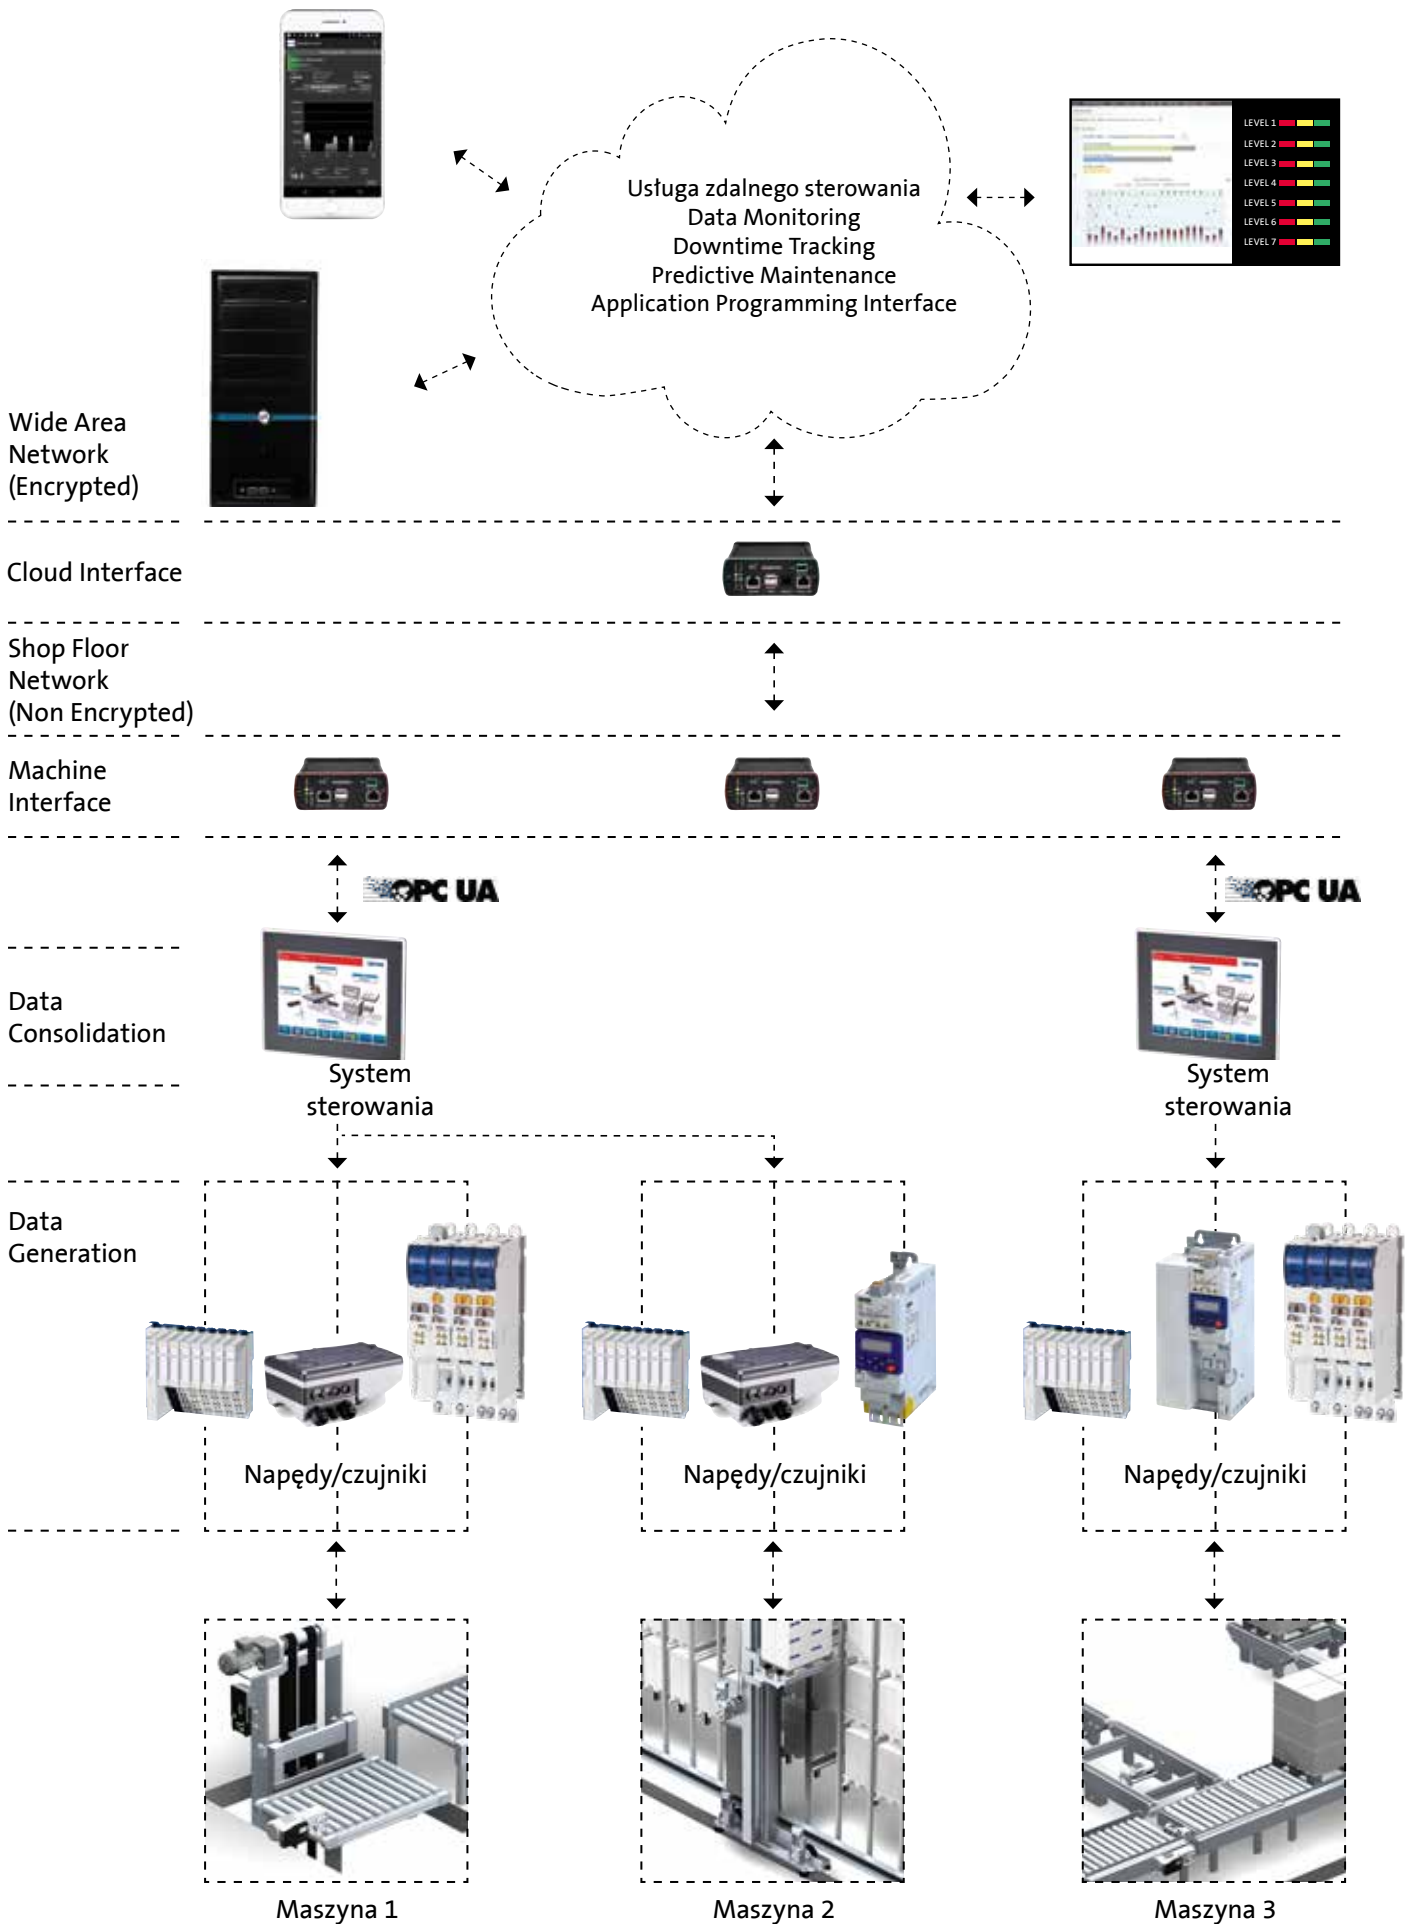 Usługa zdalnego sterowania
Data Monitoring
Downtime Tracking
Predictive Maintenance
Application Programming Interface
LEVEL 1
LEVEL 2
LEVEL 3
LEVEL 4
LEVEL 5
LEVEL 6
LEVEL 7
Wide Area
Network
(Encrypted)
Cloud Interface
Shop Floor
Network
(Non Encrypted)
Machine
Interface
OPC UA
OPC UA
Data
Consolidation
System
sterowania
System
sterowania
Data
Generation
Napędy/czujniki
Napędy/czujniki
Napędy/czujniki
Maszyna 1
Maszyna 2
Maszyna 3